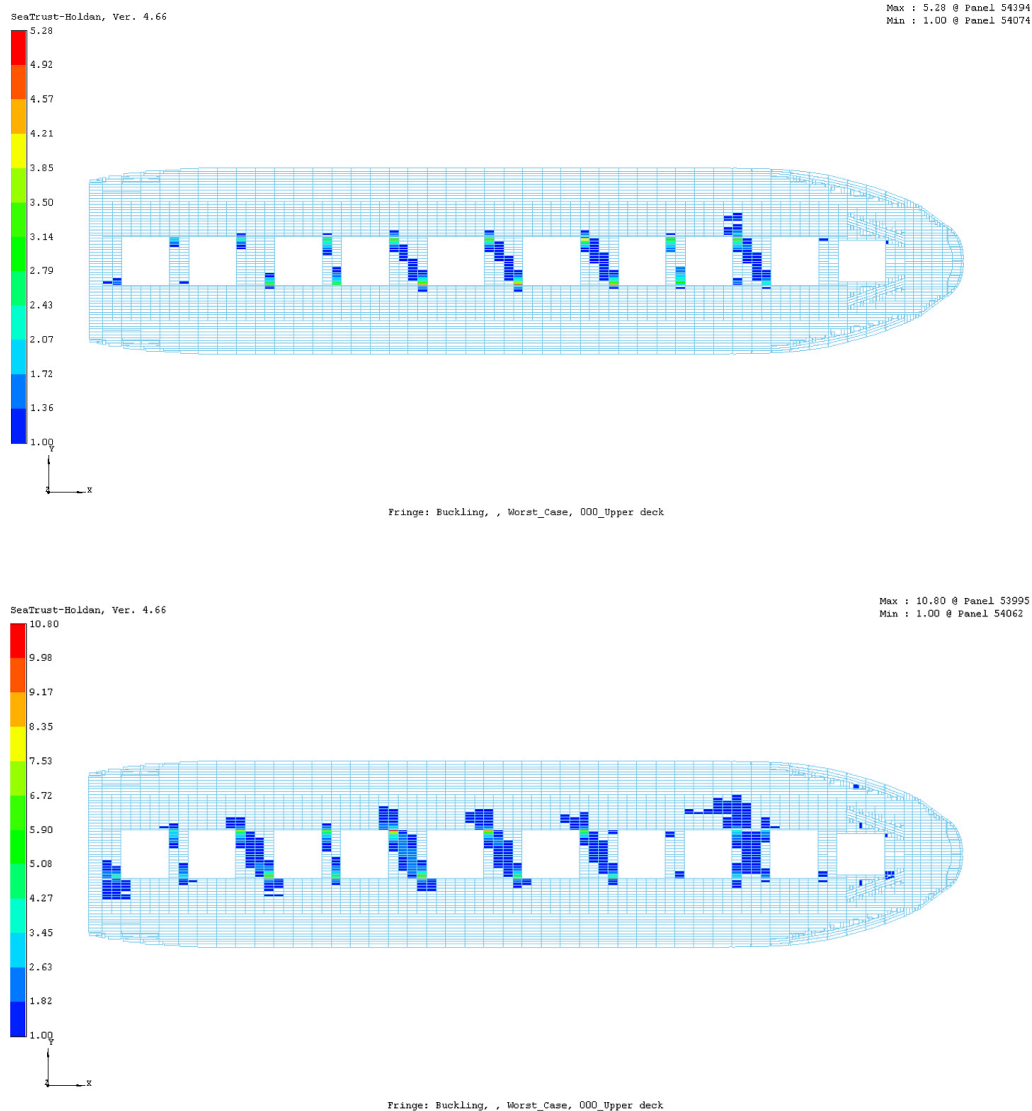 Max : 5.28 @ Panel 54394
SeaTrust-Holdan, Ver. 4.66
Min : 1.00 @ Panel 54074
5.28
4.92
4.57
4.21
3.85
3.50
3.14
2.79
2.43
2.07
1.72
1.36
1.00
Y
Z X
Fringe: Buckling, , Worst_Case, 000_Upper deck
Max : 10.80 @ Panel 53995
SeaTrust-Holdan, Ver. 4.66
Min : 1.00 @ Panel 54062
10.80
9.98
9.17
8.35
7.53
6.72
5.90
5.08
4.27
3.45
2.63
1.82
1.00
Y
Z X
Fringe: Buckling, , Worst_Case, 000_Upper deck